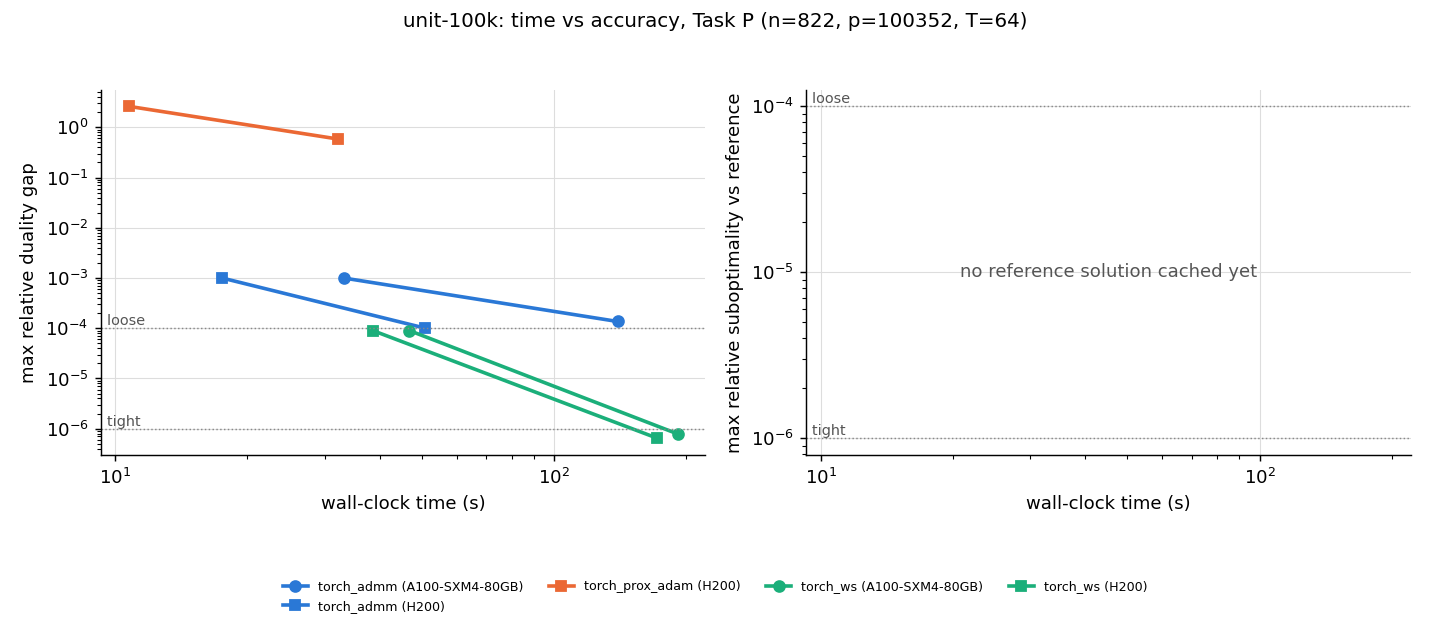 unit-100k: time vs accuracy, Task P (n=822, p=100352, T=64)
max relative duality gap
10⁰
10⁻¹
10⁻²
10⁻³
10⁻⁴
10⁻⁵
10⁻⁶
loose
tight
10¹
10²
wall-clock time (s)
max relative suboptimality vs reference
10⁻⁴
10⁻⁵
10⁻⁶
loose
no reference solution cached yet
tight
10¹
10²
wall-clock time (s)
torch_admm (A100-SXM4-80GB)
torch_admm (H200)
torch_prox_adam (H200)
torch_ws (A100-SXM4-80GB)
torch_ws (H200)